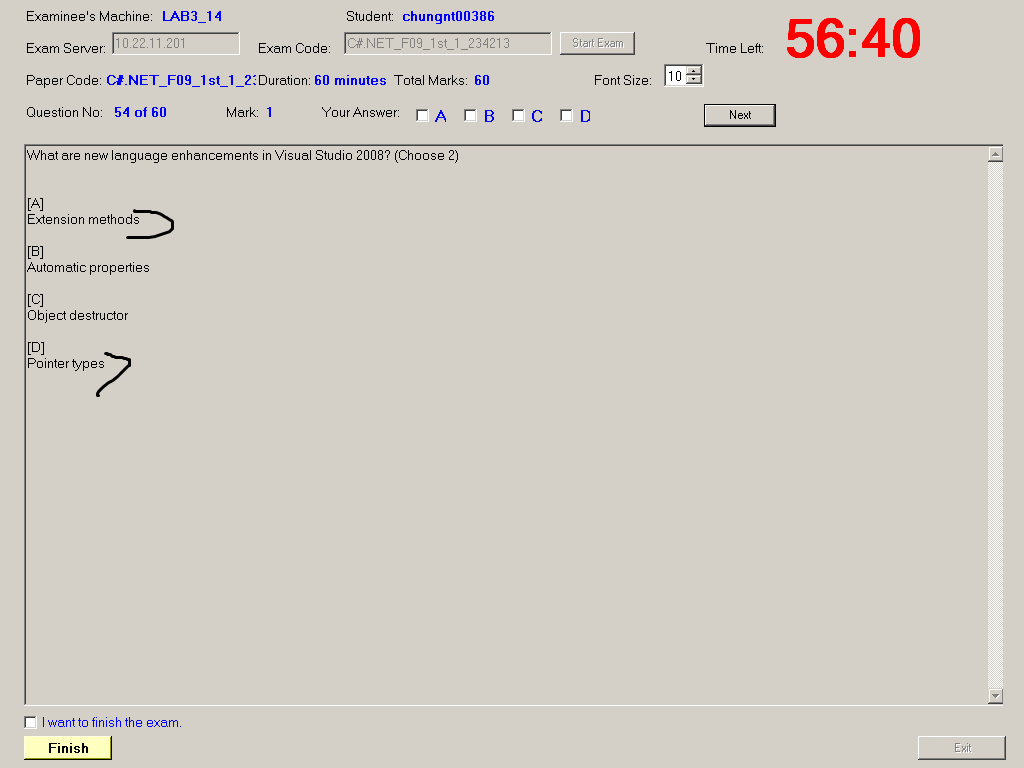 Examinee's Machine: LAB3_14 Student: chungnt00386
Exam Server: 10.22.11.201 Exam Code: C#.NET_F09_1st_1_234213 Start Exam Time Left: 56:40
Paper Code: C#.NET_F09_1st_1_23 Duration: 60 minutes Total Marks: 60 Font Size: 10
Question No: 54 of 60 Mark: 1 Your Answer: A B C D Next
What are new language enhancements in Visual Studio 2008? (Choose 2)
[A]
Extension methods
[B]
Automatic properties
[C]
Object destructor
[D]
Pointer types
I want to finish the exam.
Finish Exit